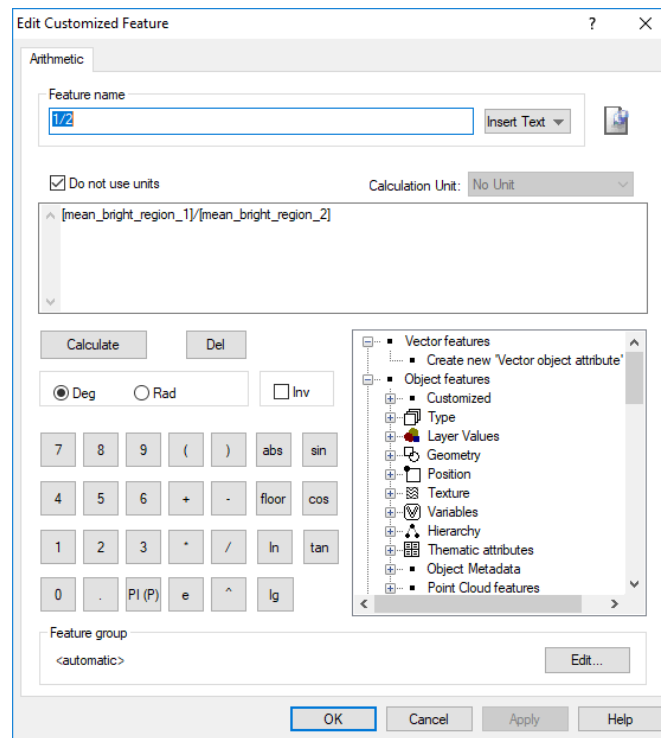 Edit Customized Feature ? X
Arithmetic
Feature name
1/2
Insert Text
Do not use units
Calculation Unit: No Unit
[mean_bright_region_1]/[mean_bright_region_2]
Calculate Del
Deg Rad Inv
7 8 9 ( ) abs sin
4 5 6 + - floor cos
1 2 3 * / ln tan
0 . PI (P) e ^ lg
Vector features
Create new 'Vector object attribute'
Object features
Customized
Type
Layer Values
Geometry
Position
Texture
Variables
Hierarchy
Thematic attributes
Object Metadata
Point Cloud features
Feature group
<automatic>
Edit...
OK Cancel Apply Help